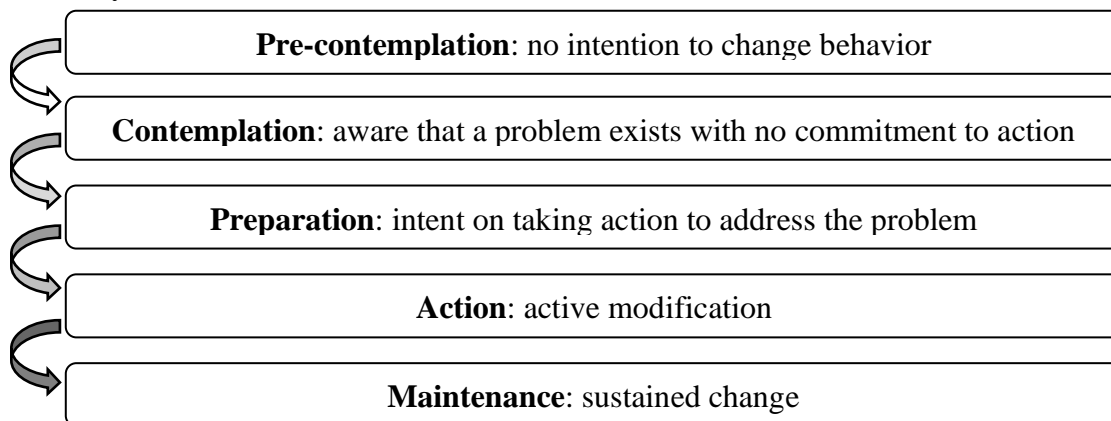 Pre-contemplation: no intention to change behavior
Contemplation: aware that a problem exists with no commitment to action
Preparation: intent on taking action to address the problem
Action: active modification
Maintenance: sustained change